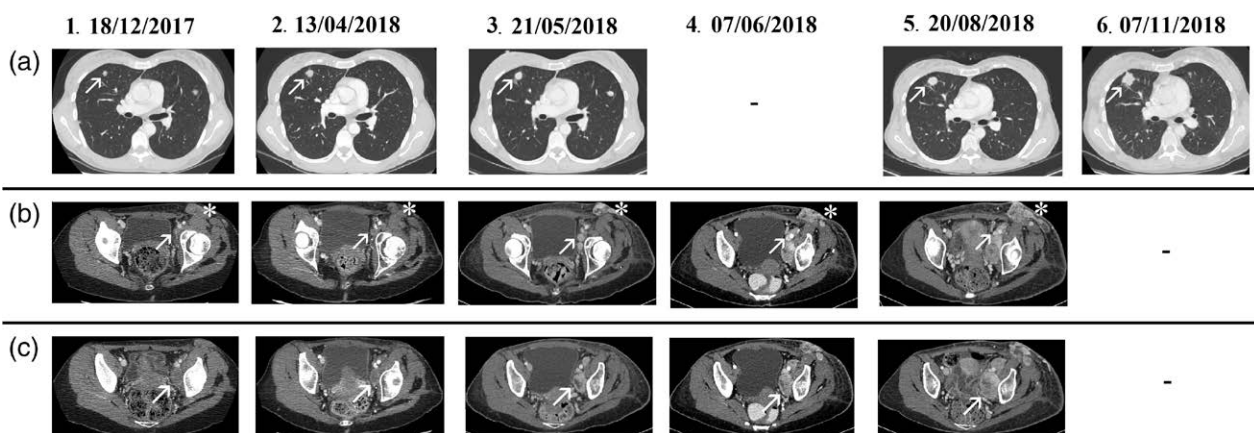 1. 18/12/2017 2. 13/04/2018 3. 21/05/2018 4. 07/06/2018 5. 20/08/2018 6. 07/11/2018
(a)
-
(b)
* * * * *
-
(c)
-